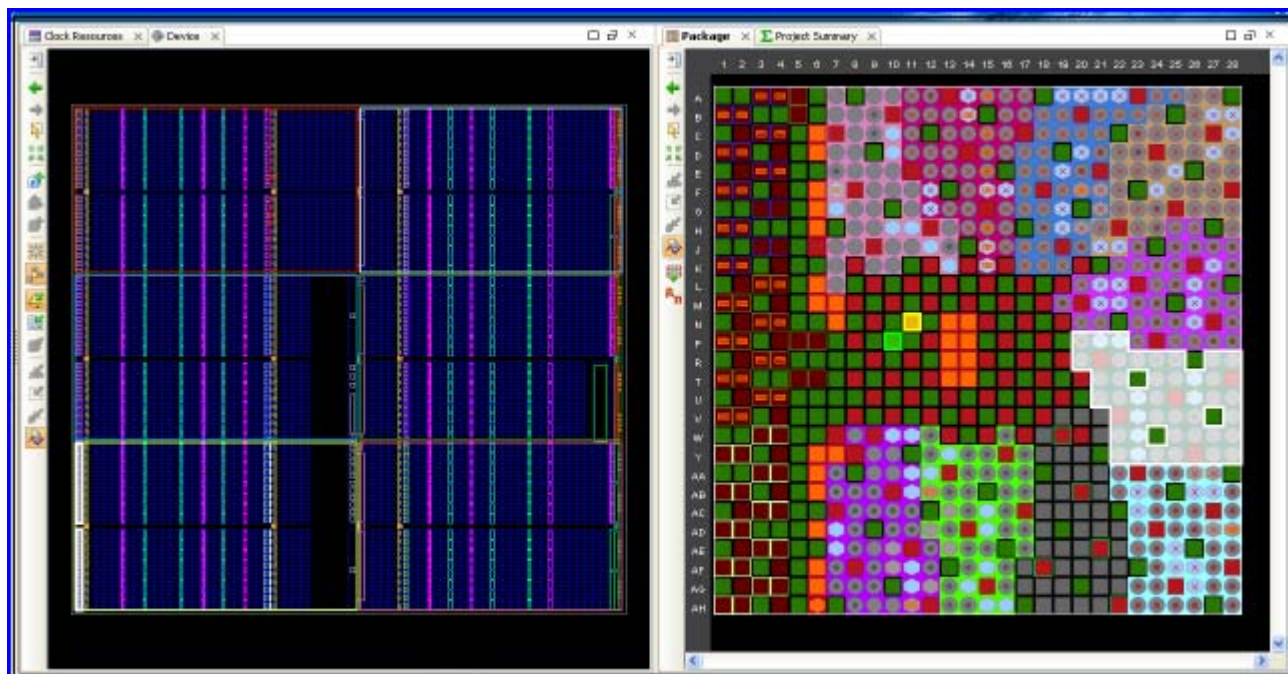 Clock Resources
Device
Package
Project Summary
1 2 3 4 5 6 7 8 9 10 11 12 13 14 15 16 17 18 19 20 21 22 23 24 25 26 27 28
A
B
C
D
E
F
G
H
J
K
L
M
N
P
R
T
U
V
W
Y
AA
AB
AC
AD
AE
AF
AG
AH